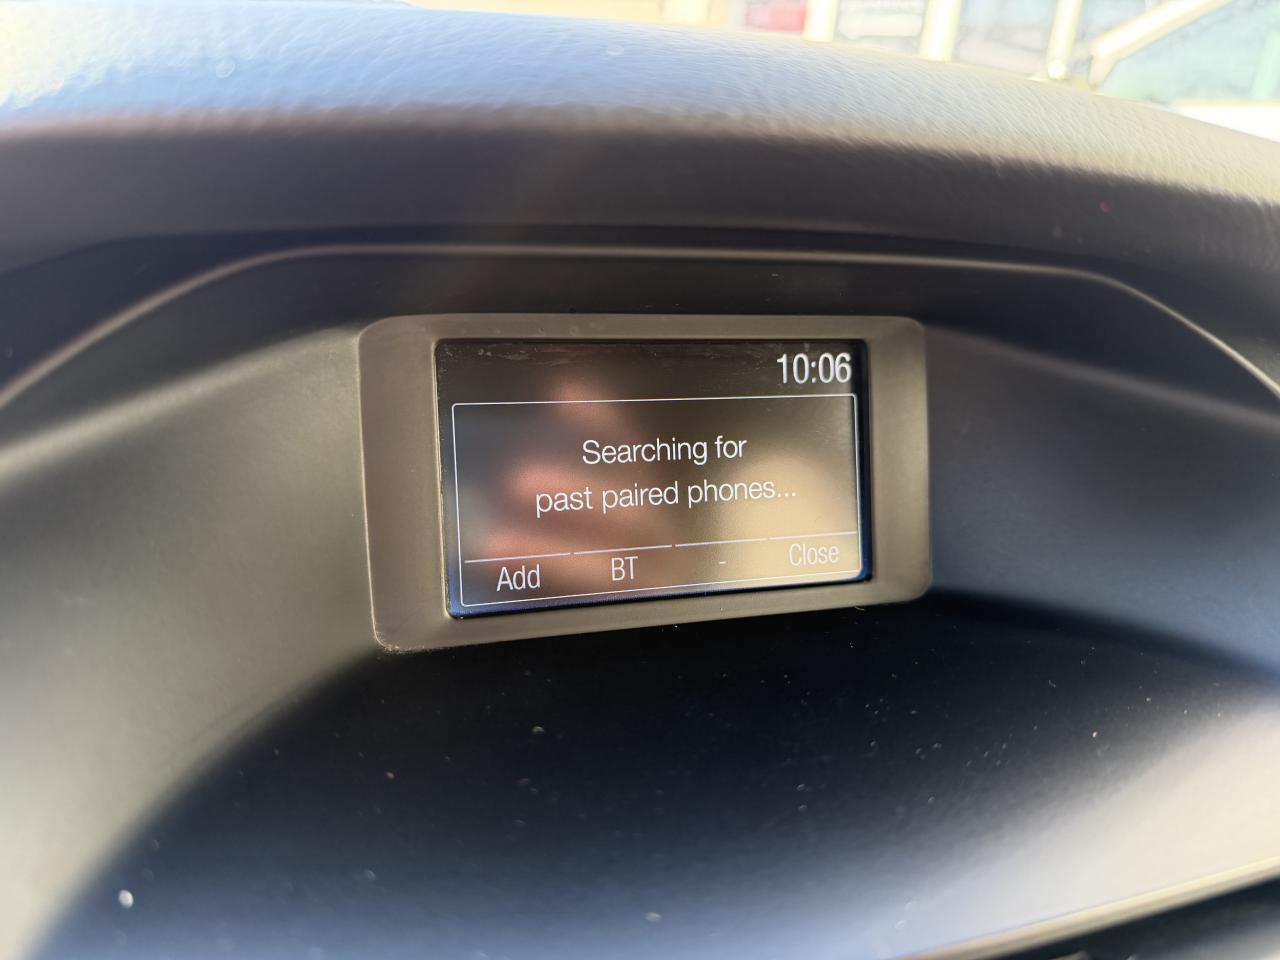 10:06
Searching for
past paired phones...
Add BT - Close